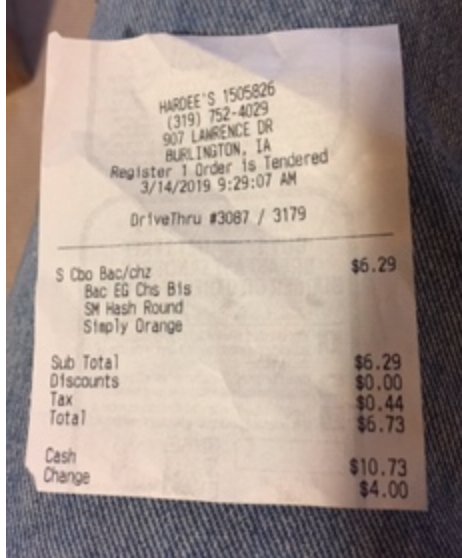 HARDEE'S 1505826
(319) 752-4029
907 LAWRENCE DR
BURLINGTON, IA
Register 1 Order is Tendered
3/14/2019 9:29:07 AM
DriveThru #3087 / 3179
S Cbo Bac/chz $6.29
Bac EG Chs Bis
SM Hash Round
Simply Orange
Sub Total $6.29
Discounts $0.00
Tax $0.44
Total $6.73
Cash $10.73
Change $4.00